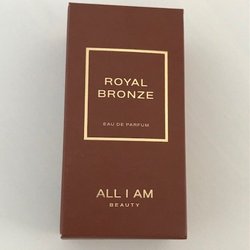 ROYAL
BRONZE
EAU DE PARFUM
ALL I AM
BEAUTY